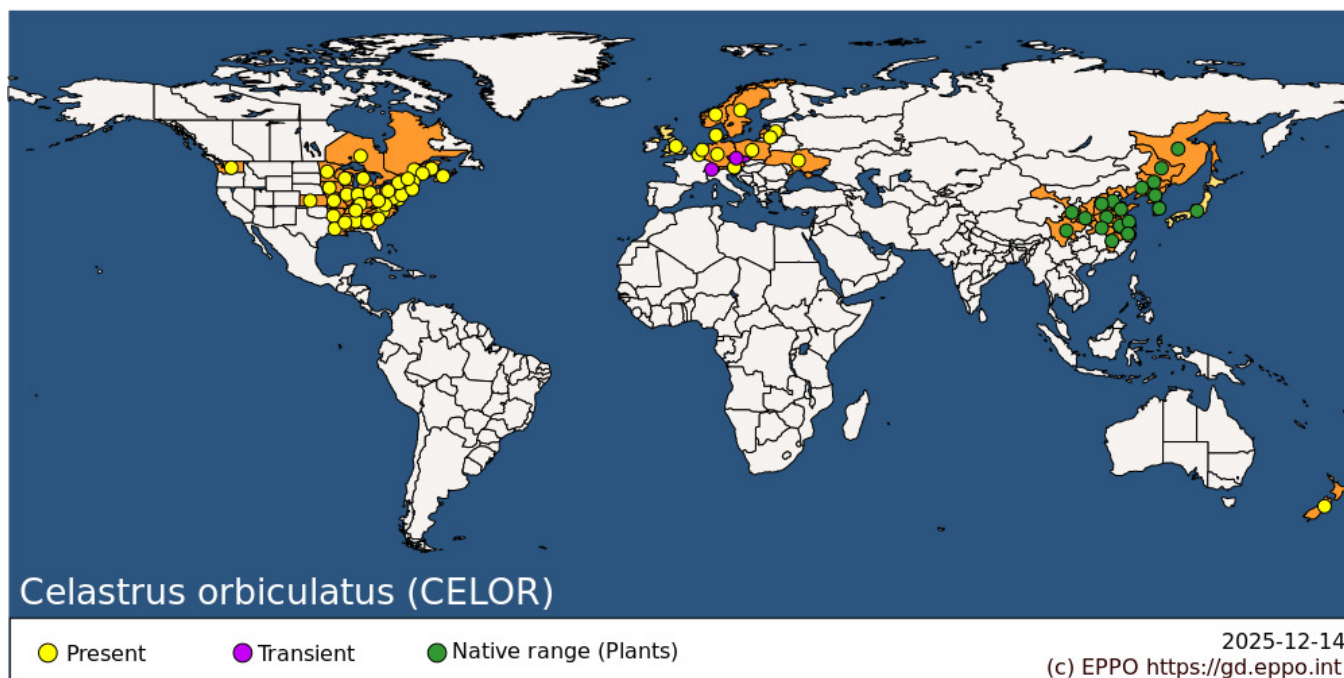 Celastrus orbiculatus (CELOR)
Present
Transient
Native range (Plants)
2025-12-14
(c) EPPO https://gd.eppo.int